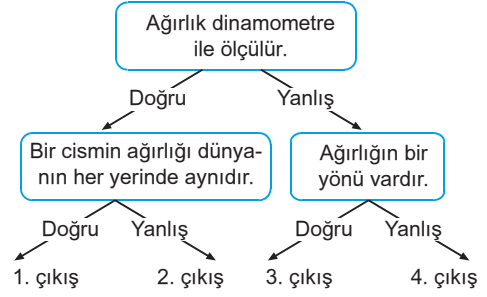 Ağırlık dinamometre
ile ölçülür.
Doğru
Yanlış
Bir cismin ağırlığı dünya-
nın her yerinde aynıdır.
Ağırlığın bir
yönü vardır.
Doğru
Yanlış
Doğru
Yanlış
1. çıkış
2. çıkış
3. çıkış
4. çıkış